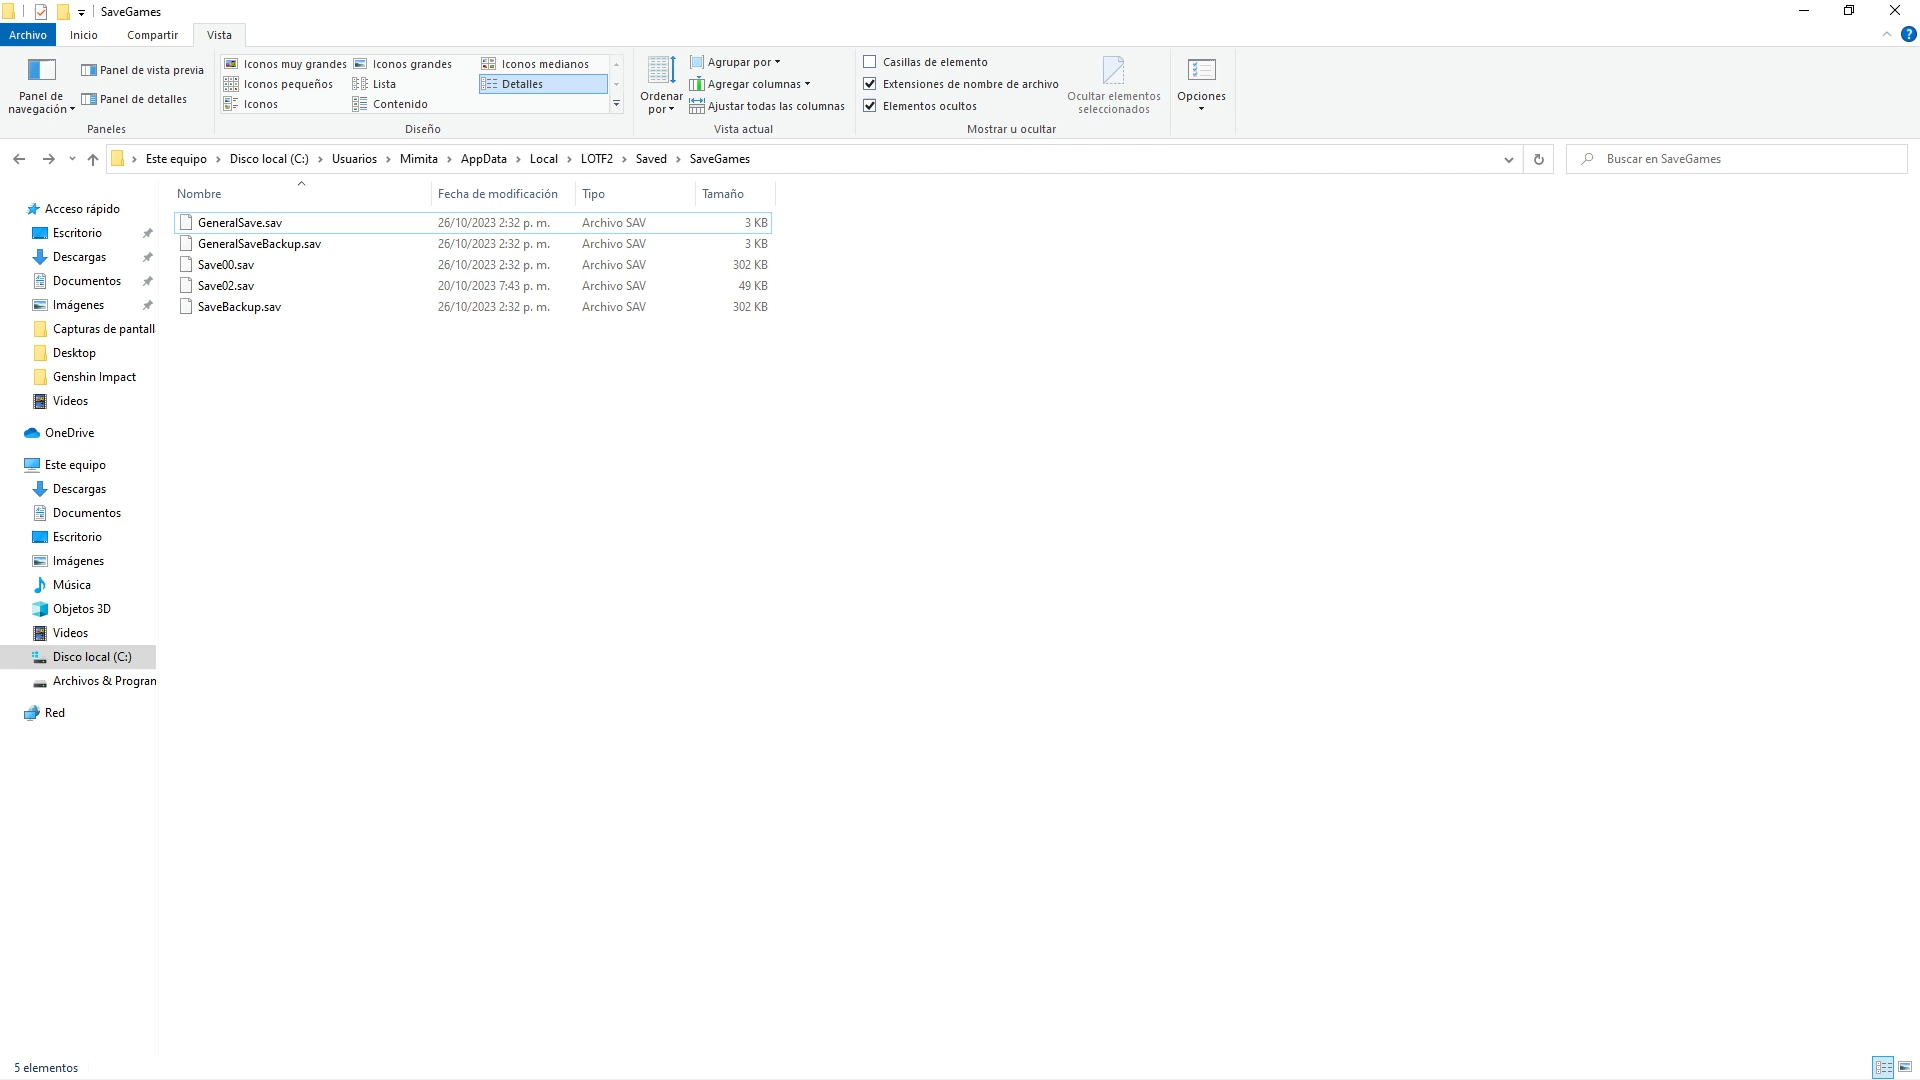 SaveGames
Archivo Inicio Compartir Vista
Panel de navegación
Panel de vista previa
Panel de detalles
Paneles
Iconos muy grandes Iconos grandes Iconos medianos
Iconos pequeños Lista Detalles
Iconos Contenido
Diseño
Ordenar por
Agrupar por
Agregar columnas
Ajustar todas las columnas
Vista actual
Casillas de elemento
Extensiones de nombre de archivo
Elementos ocultos
Ocultar elementos seleccionados
Mostrar u ocultar
Opciones
?
Este equipo > Disco local (C:) > Usuarios > Mimita > AppData > Local > LOTF2 > Saved > SaveGames
Buscar en SaveGames
Nombre Fecha de modificación Tipo Tamaño
GeneralSave.sav 26/10/2023 2:32 p. m. Archivo SAV 3 KB
GeneralSaveBackup.sav 26/10/2023 2:32 p. m. Archivo SAV 3 KB
Save00.sav 26/10/2023 2:32 p. m. Archivo SAV 302 KB
Save02.sav 20/10/2023 7:43 p. m. Archivo SAV 49 KB
SaveBackup.sav 26/10/2023 2:32 p. m. Archivo SAV 302 KB
Acceso rápido
Escritorio
Descargas
Documentos
Imágenes
Capturas de pantall
Desktop
Genshin Impact
Videos
OneDrive
Este equipo
Descargas
Documentos
Escritorio
Imágenes
Música
Objetos 3D
Videos
Disco local (C:)
Archivos & Program
Red
5 elementos